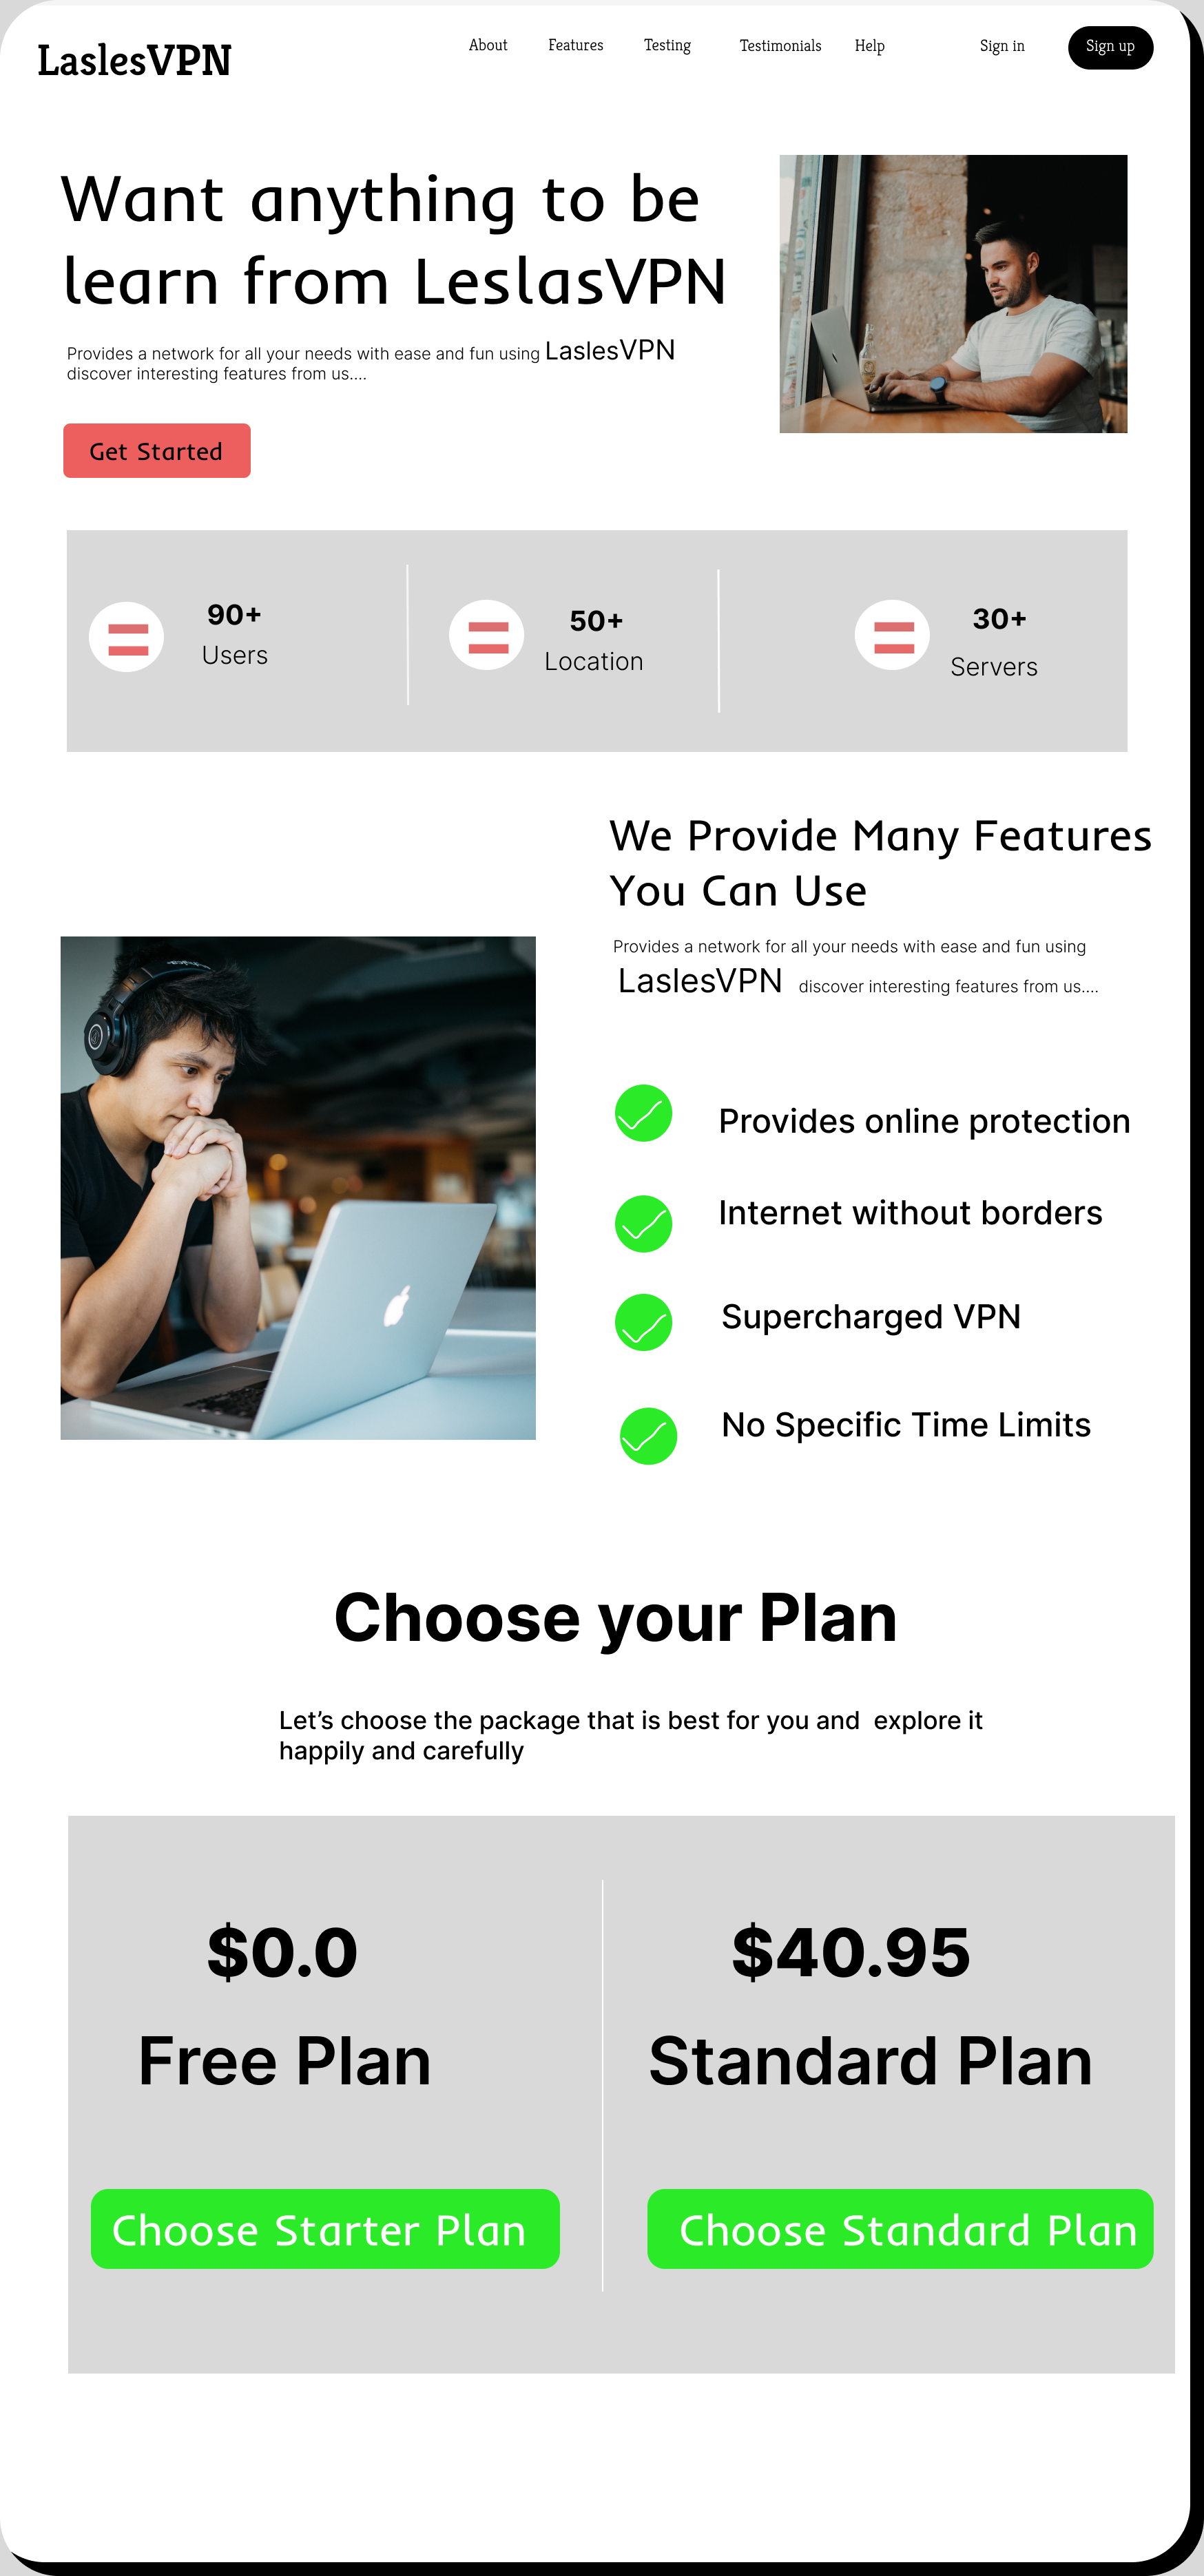 LaslesVPN
About Features Testing Testimonials Help Sign in Sign up
Want anything to be
learn from LeslasVPN
Provides a network for all your needs with ease and fun using LaslesVPN
discover interesting features from us....
Get Started
90+
Users
50+
Location
30+
Servers
We Provide Many Features
You Can Use
Provides a network for all your needs with ease and fun using
LaslesVPN discover interesting features from us....
Provides online protection
Internet without borders
Supercharged VPN
No Specific Time Limits
Choose your Plan
Let’s choose the package that is best for you and explore it
happily and carefully
$0.0
Free Plan
Choose Starter Plan
$40.95
Standard Plan
Choose Standard Plan